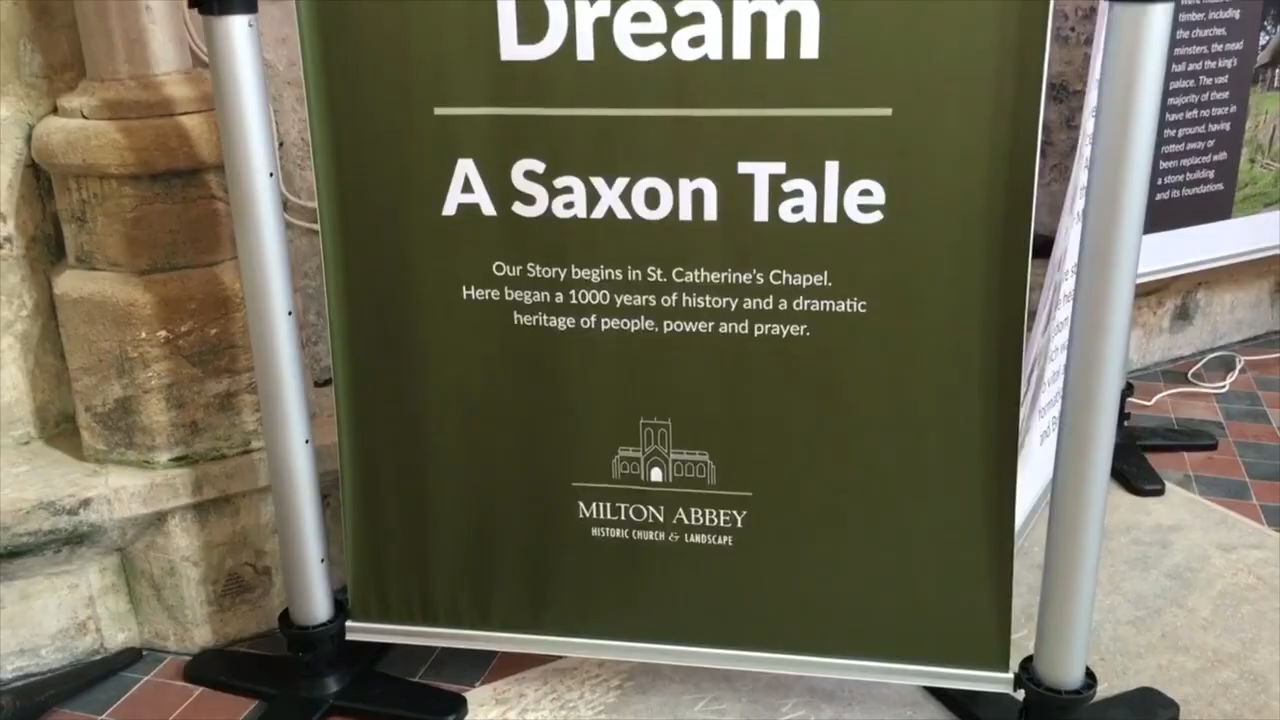 Dream
A Saxon Tale
Our Story begins in St. Catherine's Chapel.
Here began a 1000 years of history and a dramatic
heritage of people, power and prayer.
MILTON ABBEY
HISTORIC CHURCH & LANDSCAPE
timber, including
the churches,
minsters, the mead
hall and the king's
palace. The vast
majority of these
have left no trace in
the ground, having
rotted away or
been replaced with
a stone building
and its foundations.